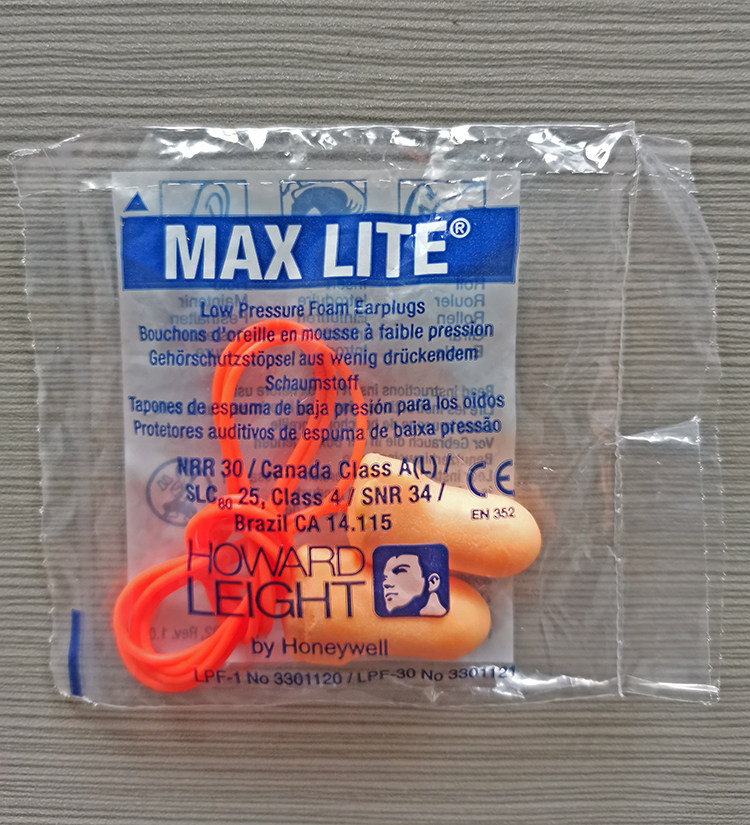 MAX LITE®
Low Pressure Foam Earplugs
Bouchons d'oreille en mousse à faible pression
Gehörschutzstöpsel aus wenig drückendem
Schaumstoff
Tapones de espuma de baja presión para los oídos
Protetores auditivos de espuma de baixa pressão
NRR 30 / Canada Class A(L) /
SLC80 25, Class 4 / SNR 34 /
Brazil CA 14.115
CE
EN 352
HOWARD
LEIGHT
by Honeywell
LPF-1 No 3301120 / LPF-30 No 3301121